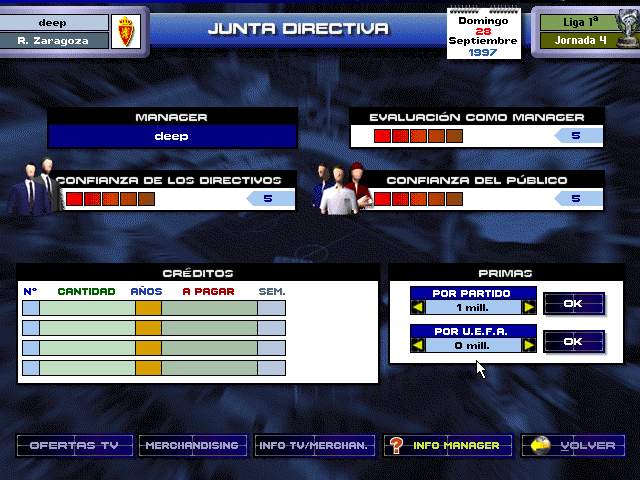 deep
R. Zaragoza
JUNTA DIRECTIVA
Domingo
28
Septiembre
1997
Liga 1ª
Jornada 4
MANAGER
deep
EVALUACIÓN COMO MANAGER
5
CONFIANZA DE LOS DIRECTIVOS
5
CONFIANZA DEL PÚBLICO
5
CRÉDITOS
Nº CANTIDAD AÑOS A PAGAR SEM.
PRIMAS
POR PARTIDO
1 mill.
OK
POR U.E.F.A.
0 mill.
OK
OFERTAS TV
MERCHANDISING
INFO TV/MERCHAN.
INFO MANAGER
VOLVER